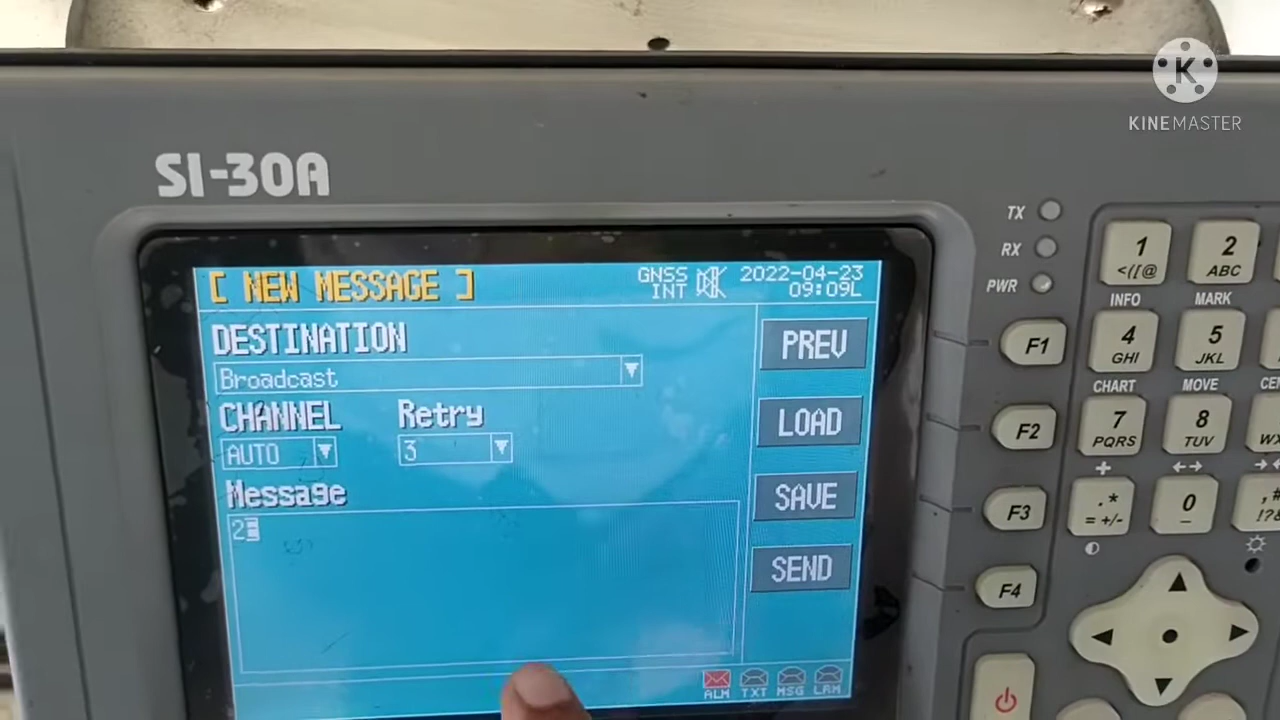 KINEMASTER
SI-30A
[ NEW MESSAGE ]
GNSS
INT
2022-04-23
09:09L
DESTINATION
Broadcast
CHANNEL
Retry
AUTO
3
Message
PREV
LOAD
SAVE
SEND
ALM
TXT
MSG
LRM
TX
RX
PWR
F1
F2
F3
F4
1
<([@
2
ABC
INFO
MARK
4
GHI
5
JKL
CHART
MOVE
7
PQRS
8
TUV
.*
= +/-
0
_